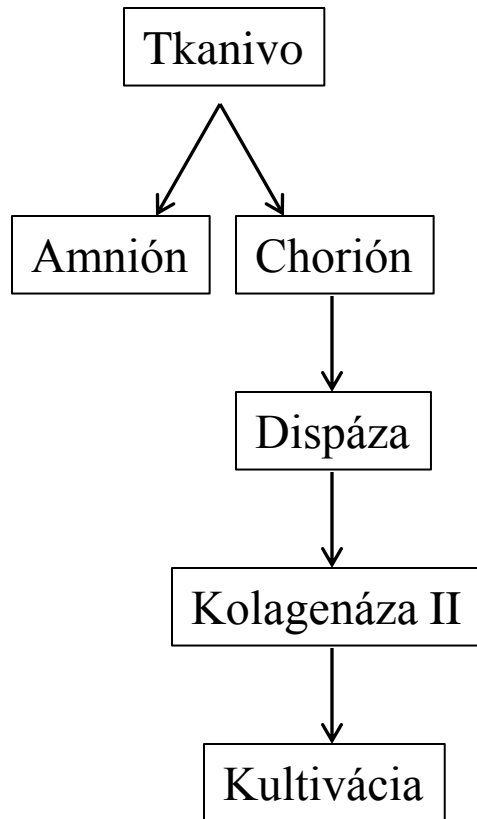 Tkanivo
Amnión
Chorión
Dispáza
Kolagenáza II
Kultivácia